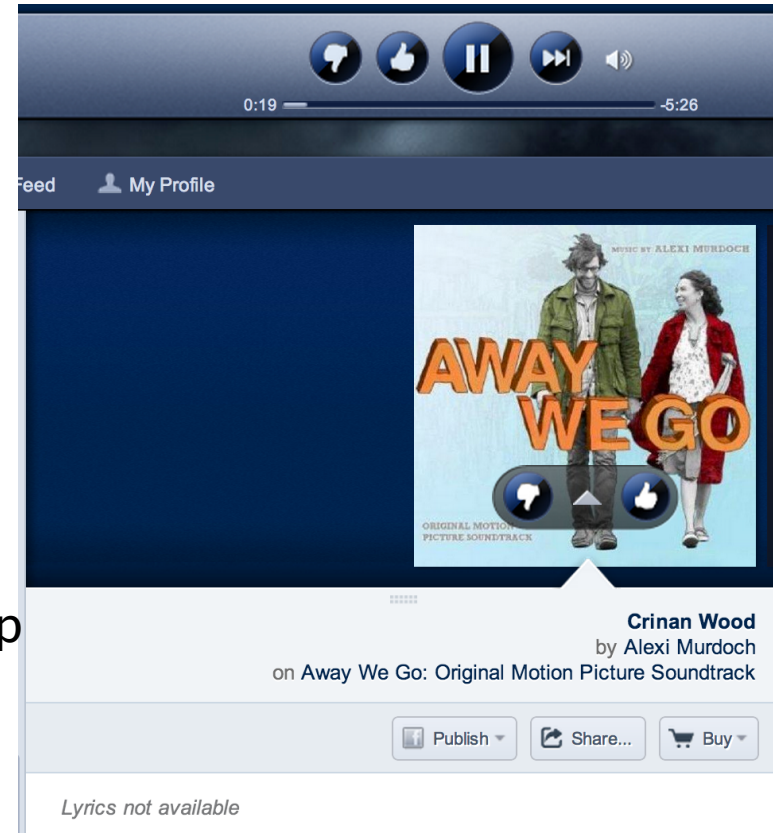 0:19 -5:26
Feed My Profile
MUSIC BY ALEXI MURDOCH
AWAY
WE GO
ORIGINAL MOTION
PICTURE SOUNDTRACK
p
Crinan Wood
by Alexi Murdoch
on Away We Go: Original Motion Picture Soundtrack
f Publish Share... Buy
Lyrics not available